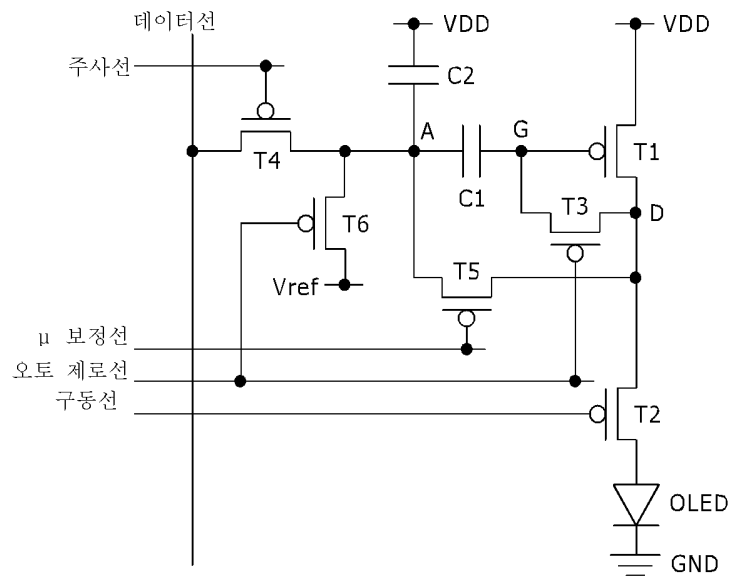 데이터선
주사선
VDD
VDD
C2
A
G
T4
C1
T1
T3
D
T6
T5
Vref
μ 보정선
오토 제로선
구동선
T2
OLED
GND